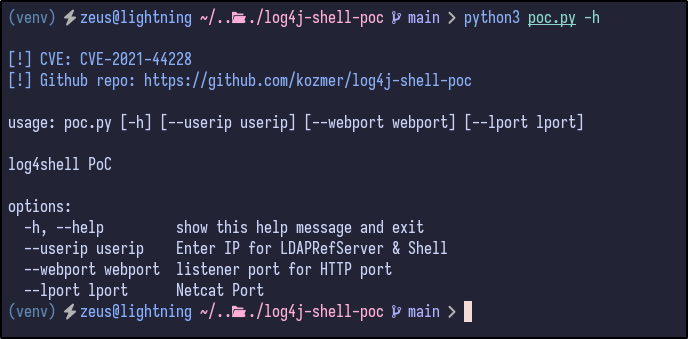 (venv) zeus@lightning ~/.../log4j-shell-poc main > python3 poc.py -h
[!] CVE: CVE-2021-44228
[!] Github repo: https://github.com/kozmer/log4j-shell-poc
usage: poc.py [-h] [--userip userip] [--webport webport] [--lport lport]
log4shell PoC
options:
  -h, --help         show this help message and exit
  --userip userip    Enter IP for LDAPRefServer & Shell
  --webport webport  listener port for HTTP port
  --lport lport      Netcat Port
(venv) zeus@lightning ~/.../log4j-shell-poc main >